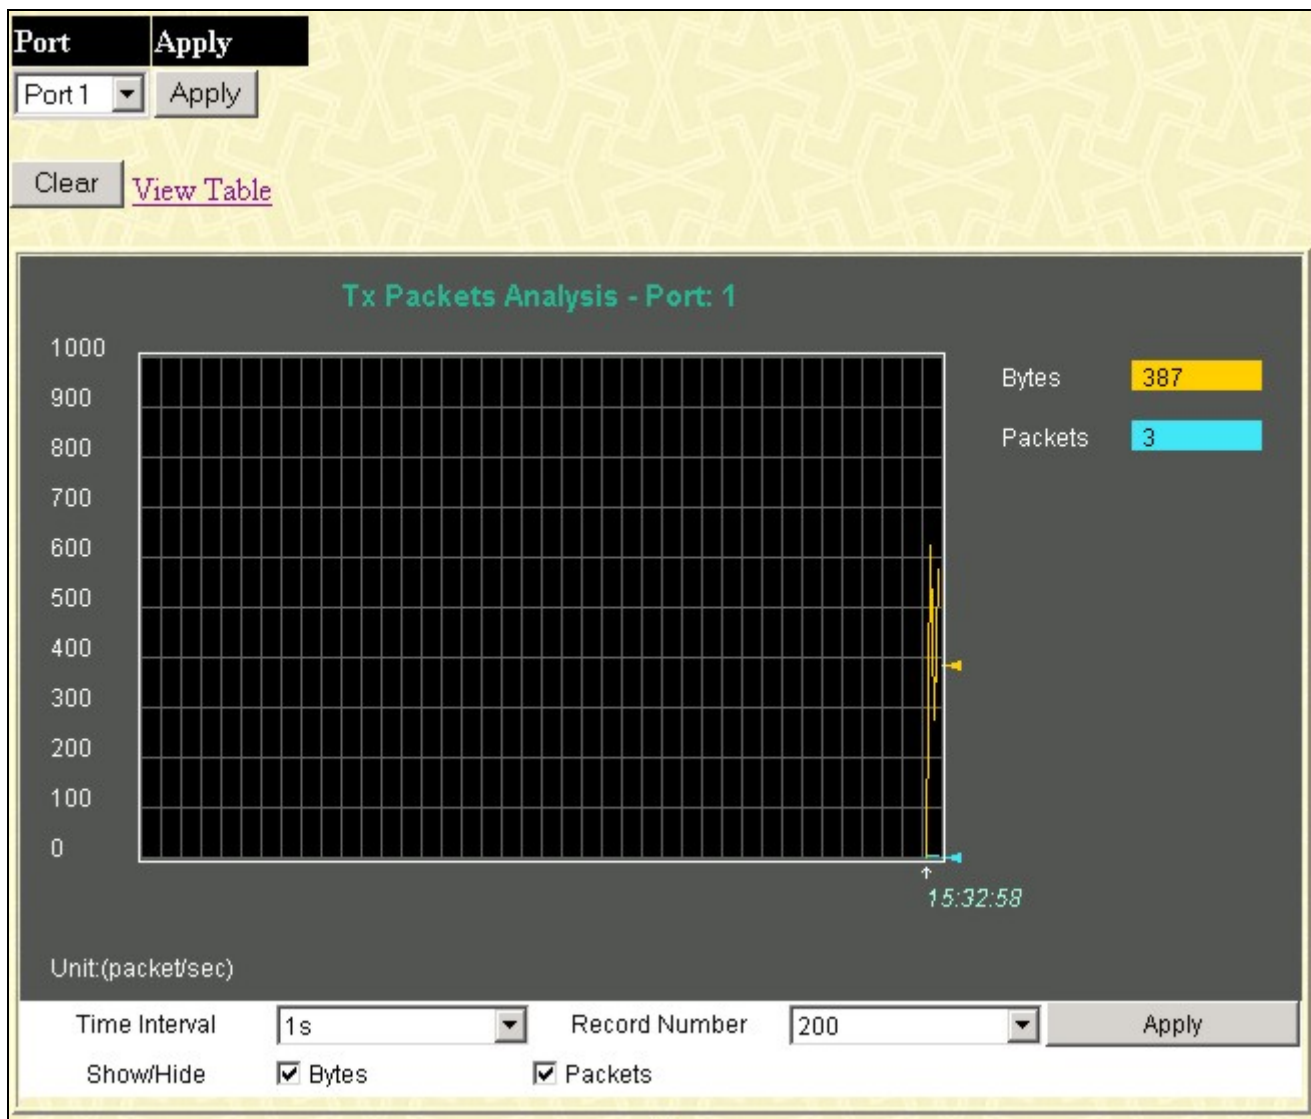 Port Apply
Port 1 Apply
Clear View Table
Tx Packets Analysis - Port: 1
1000
Bytes 387
900
Packets 3
800
700
600
500
400
300
200
100
0
15:32:58
Unit:(packet/sec)
Time Interval 1s Record Number 200 Apply
Show/Hide Bytes Packets